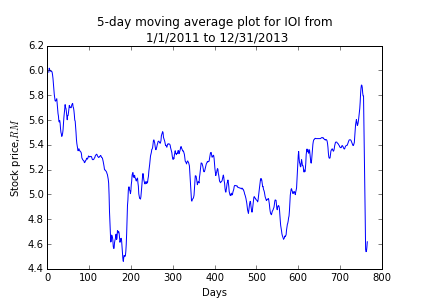 5-day moving average plot for IOI from
1/1/2011 to 12/31/2013
6.2
6.0
5.8
5.6
5.4
5.2
5.0
4.8
4.6
4.4
Stock price,RM
0 100 200 300 400 500 600 700 800
Days